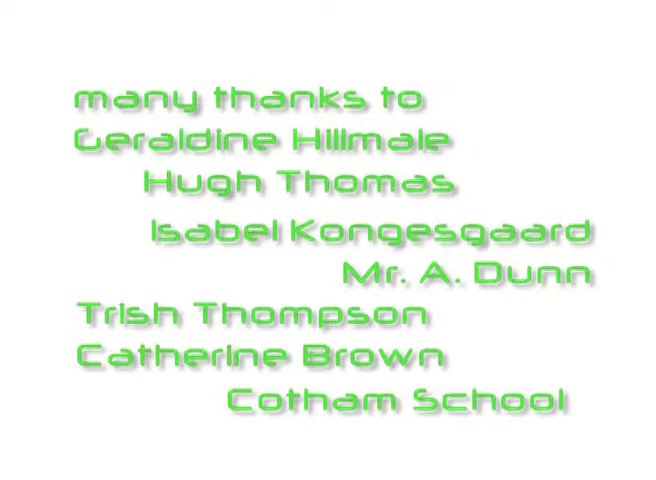 many thanks to
Geraldine Hillmale
Hugh Thomas
Isabel Kongesgaard
Mr. A. Dunn
Trish Thompson
Catherine Brown
Cotham School